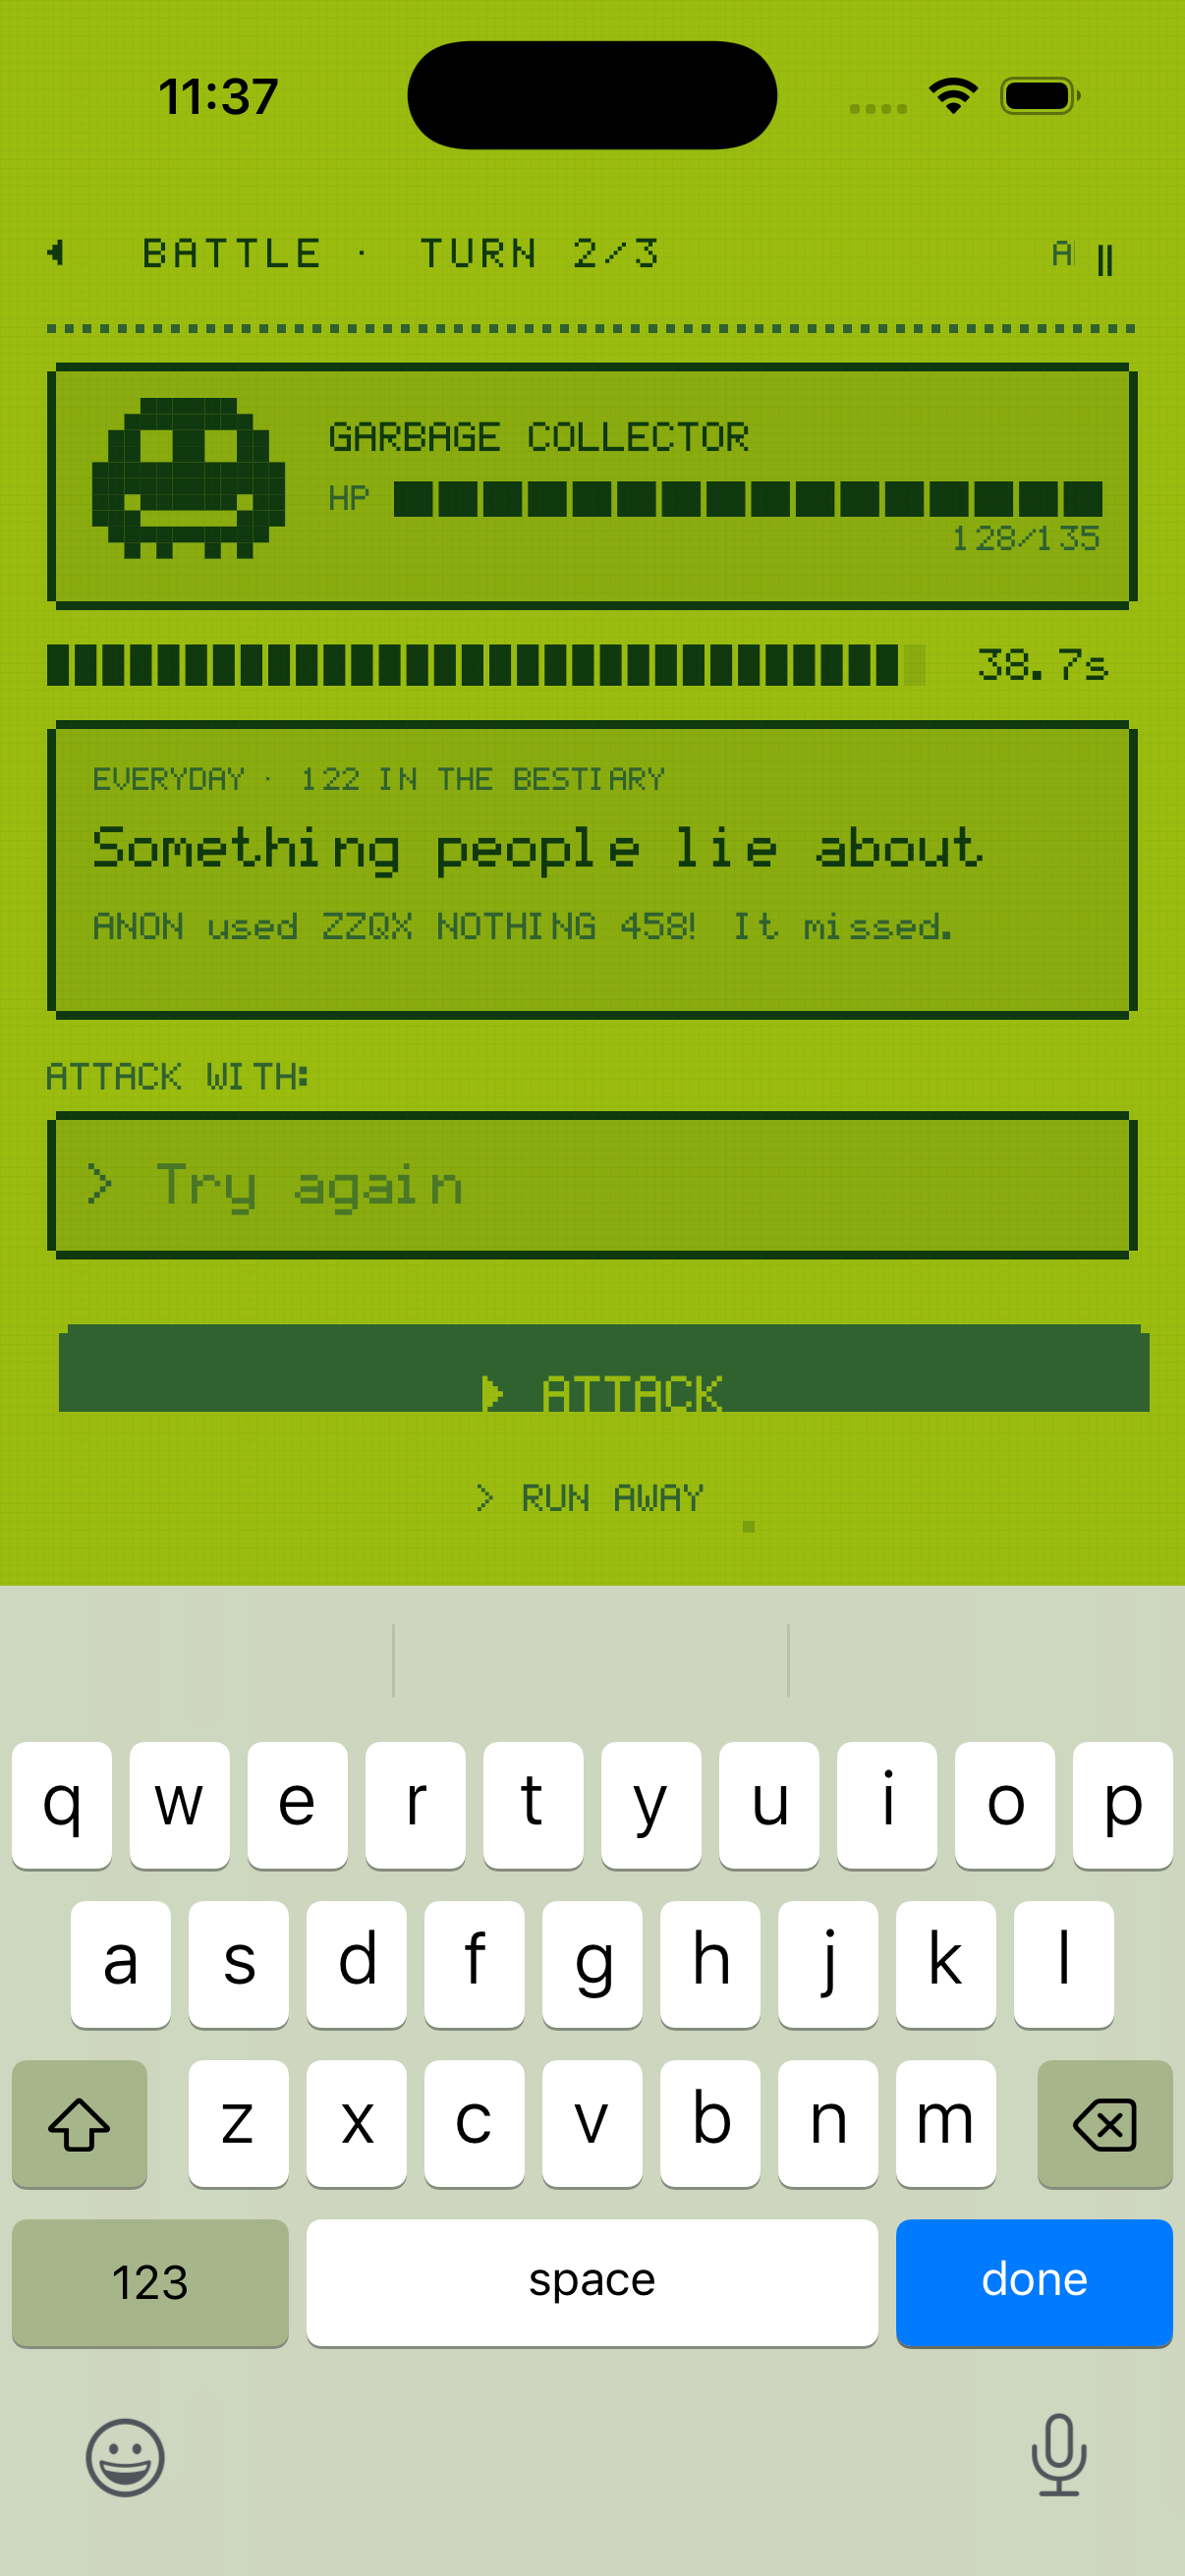 11:37
BATTLE · TURN 2/3
GARBAGE COLLECTOR
HP
128/135
38.7s
EVERYDAY · 122 IN THE BESTIARY
Something people lie about
ANON used ZZQX NOTHING 458! It missed.
ATTACK WITH:
> Try again
ATTACK
> RUN AWAY
q w e r t y u i o p
a s d f g h j k l
z x c v b n m
123 space done